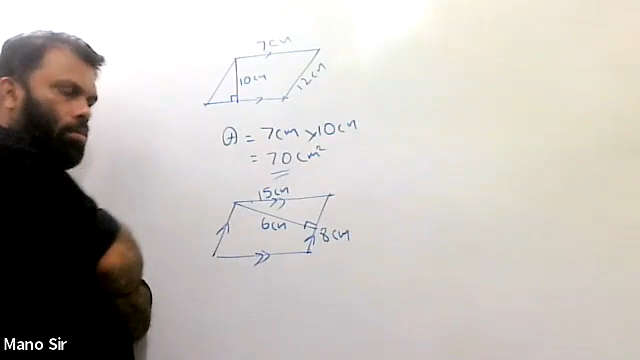 7cm
10cm
12cm
A = 7cm × 10cm
= 70cm²
15cm
6cm
8cm
Mano Sir